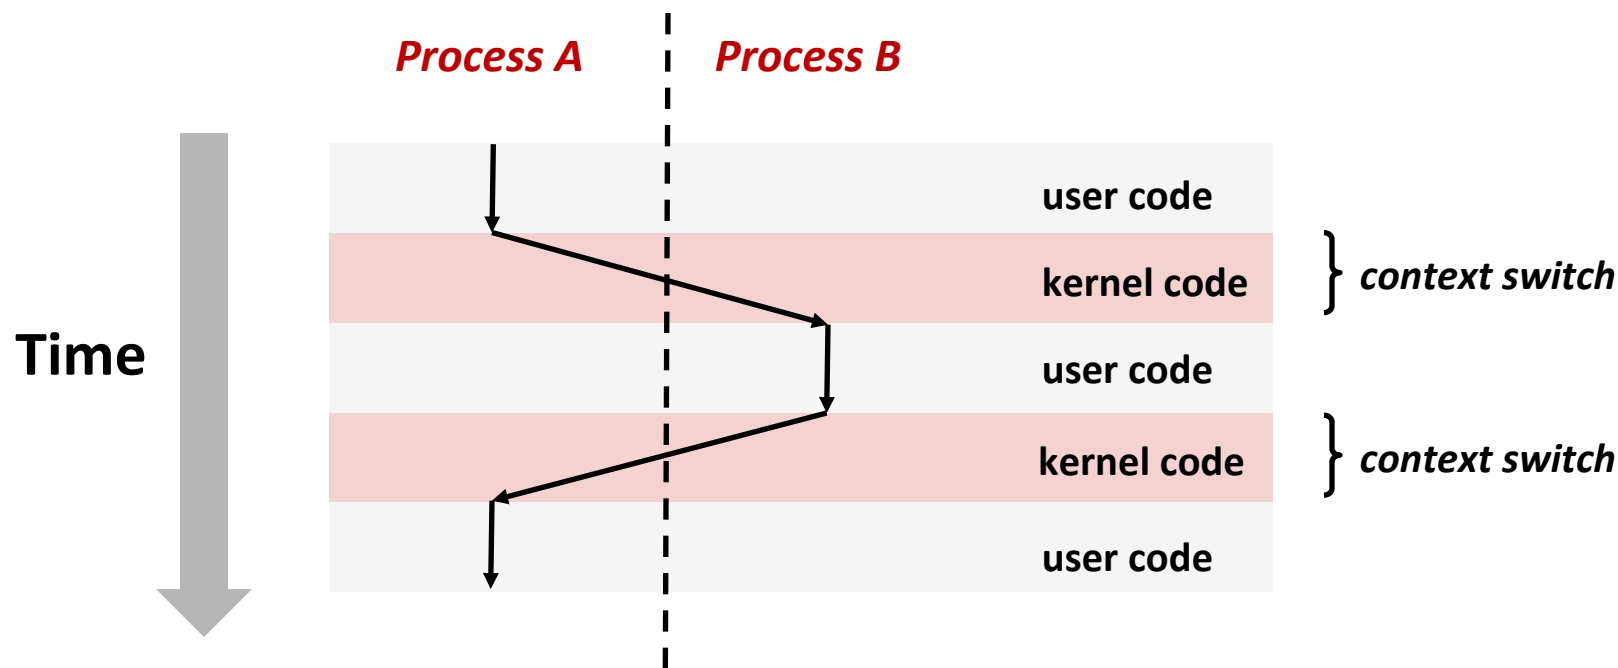 Process A
Process B
user code
kernel code
context switch
Time
user code
kernel code
context switch
user code